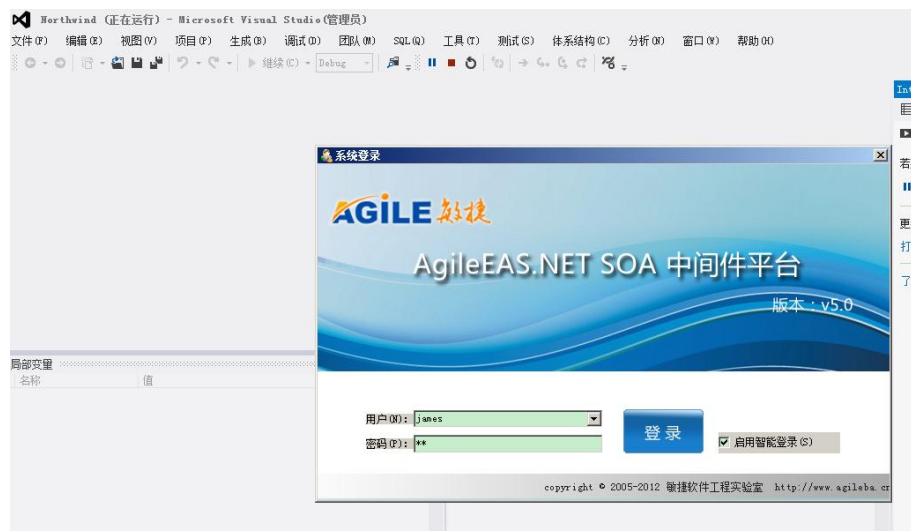 Northwind (正在运行) - Microsoft Visual Studio(管理员)
文件(F) 编辑(E) 视图(V) 项目(P) 生成(B) 调试(D) 团队(M) SQL(Q) 工具(T) 测试(S) 体系结构(C) 分析(N) 窗口(W) 帮助(H)
继续(C) Debug
Int
系统登录
若
AGiLE 敏捷
更
打
AgileEAS.NET SOA 中间件平台
了
版本：v5.0
局部变量
名称 值
用户(N): james
登录
密码(P): **
启用智能登录(S)
copyright © 2005-2012 敏捷软件工程实验室 http://www.agileba.cn